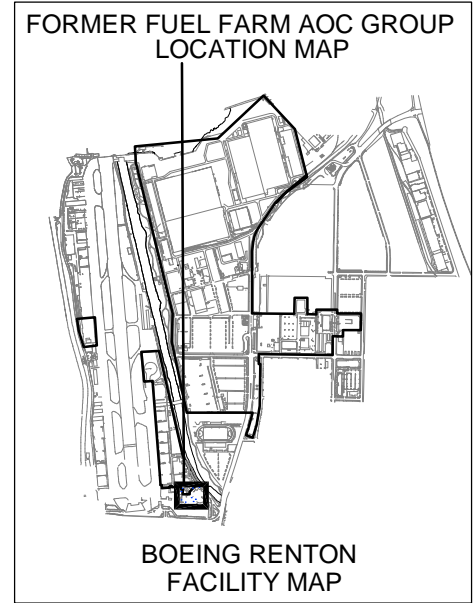 FORMER FUEL FARM AOC GROUP
LOCATION MAP
BOEING RENTON
FACILITY MAP